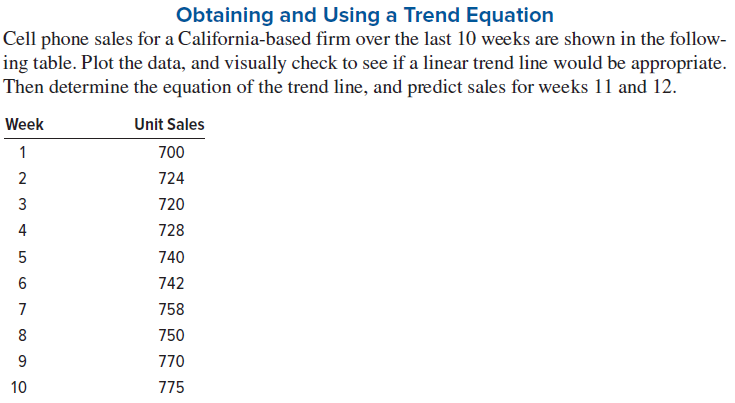 Obtaining and Using a Trend Equation
Cell phone sales for a California-based firm over the last 10 weeks are shown in the follow-
ing table. Plot the data, and visually check to see if a linear trend line would be appropriate.
Then determine the equation of the trend line, and predict sales for weeks 11 and 12.
Week Unit Sales
1 700
2 724
3 720
4 728
5 740
6 742
7 758
8 750
9 770
10 775